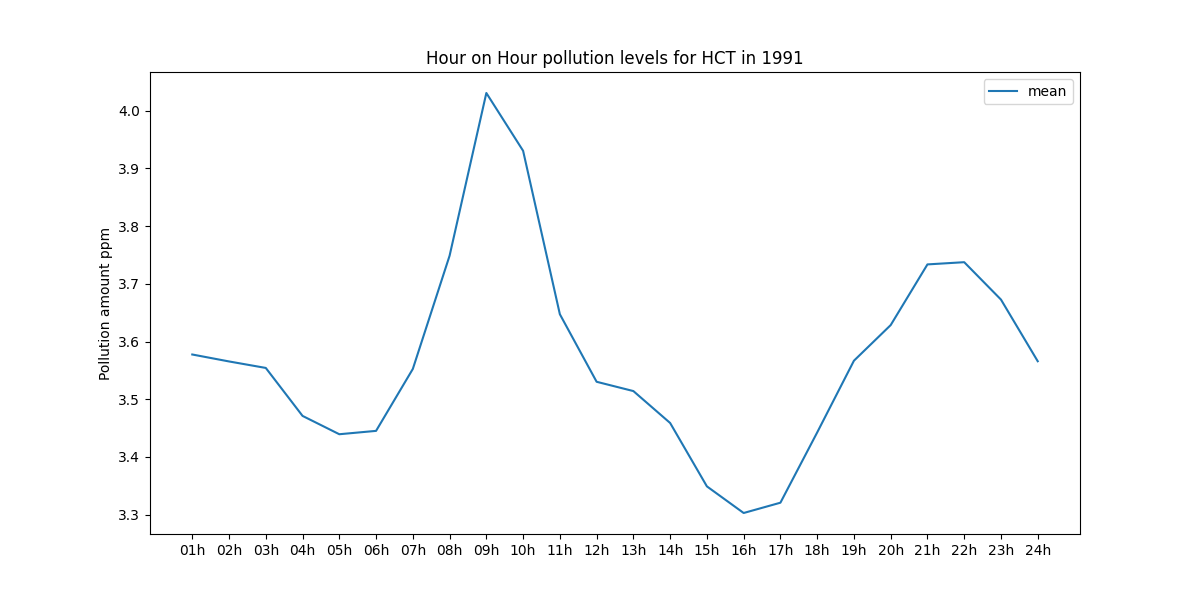 Hour on Hour pollution levels for HCT in 1991
mean
Pollution amount ppm
4.0
3.9
3.8
3.7
3.6
3.5
3.4
3.3
01h 02h 03h 04h 05h 06h 07h 08h 09h 10h 11h 12h 13h 14h 15h 16h 17h 18h 19h 20h 21h 22h 23h 24h